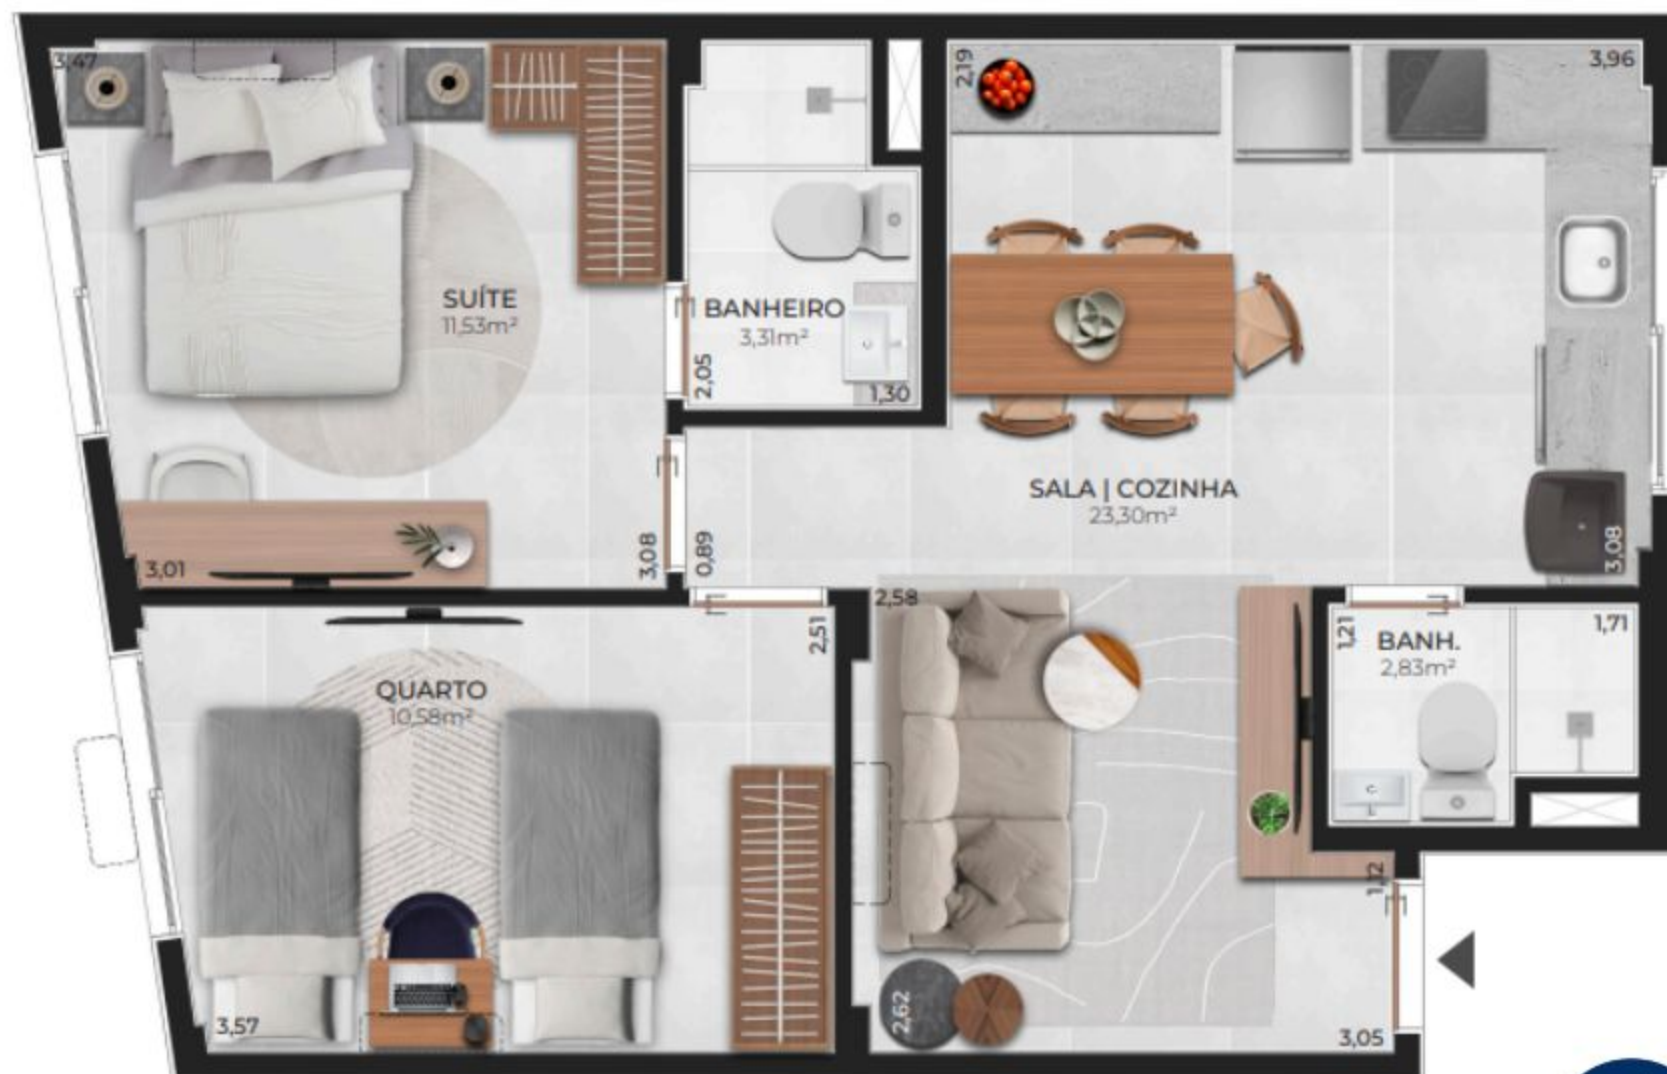 3,47
2,19
3,96
SUÍTE
11,53m²
BANHEIRO
3,31m²
2,05
1,30
SALA | COZINHA
23,30m²
3,01
3,08
0,89
3,08
2,58
2,51
1,21
1,71
BANH.
2,83m²
QUARTO
10,58m²
1,12
3,57
2,62
3,05